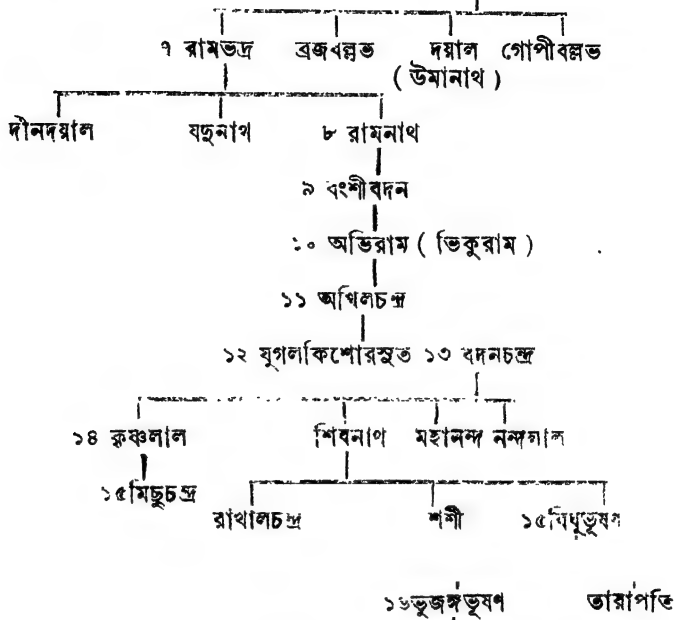 ৭ রামভদ্র ব্রজবল্লভ দয়াল গোপীবল্লভ
( উমানাথ )
দীনদয়াল যদুনাথ ৮ রামনাথ
৯ বংশীবদন
১০ অভিরাম ( ভিকুরাম )
১১ অখিলচন্দ্র
১২ যুগলকিশোরসুত ১৩ বদনচন্দ্র
১৪ কৃষ্ণলাল শিবনাথ মহানন্দ নন্দলাল
১৫মিছুচন্দ্র
রাখালচন্দ্র শশী ১৫বিধুভূষণ
১৬ভুজঙ্গভূষণ তারাপতি